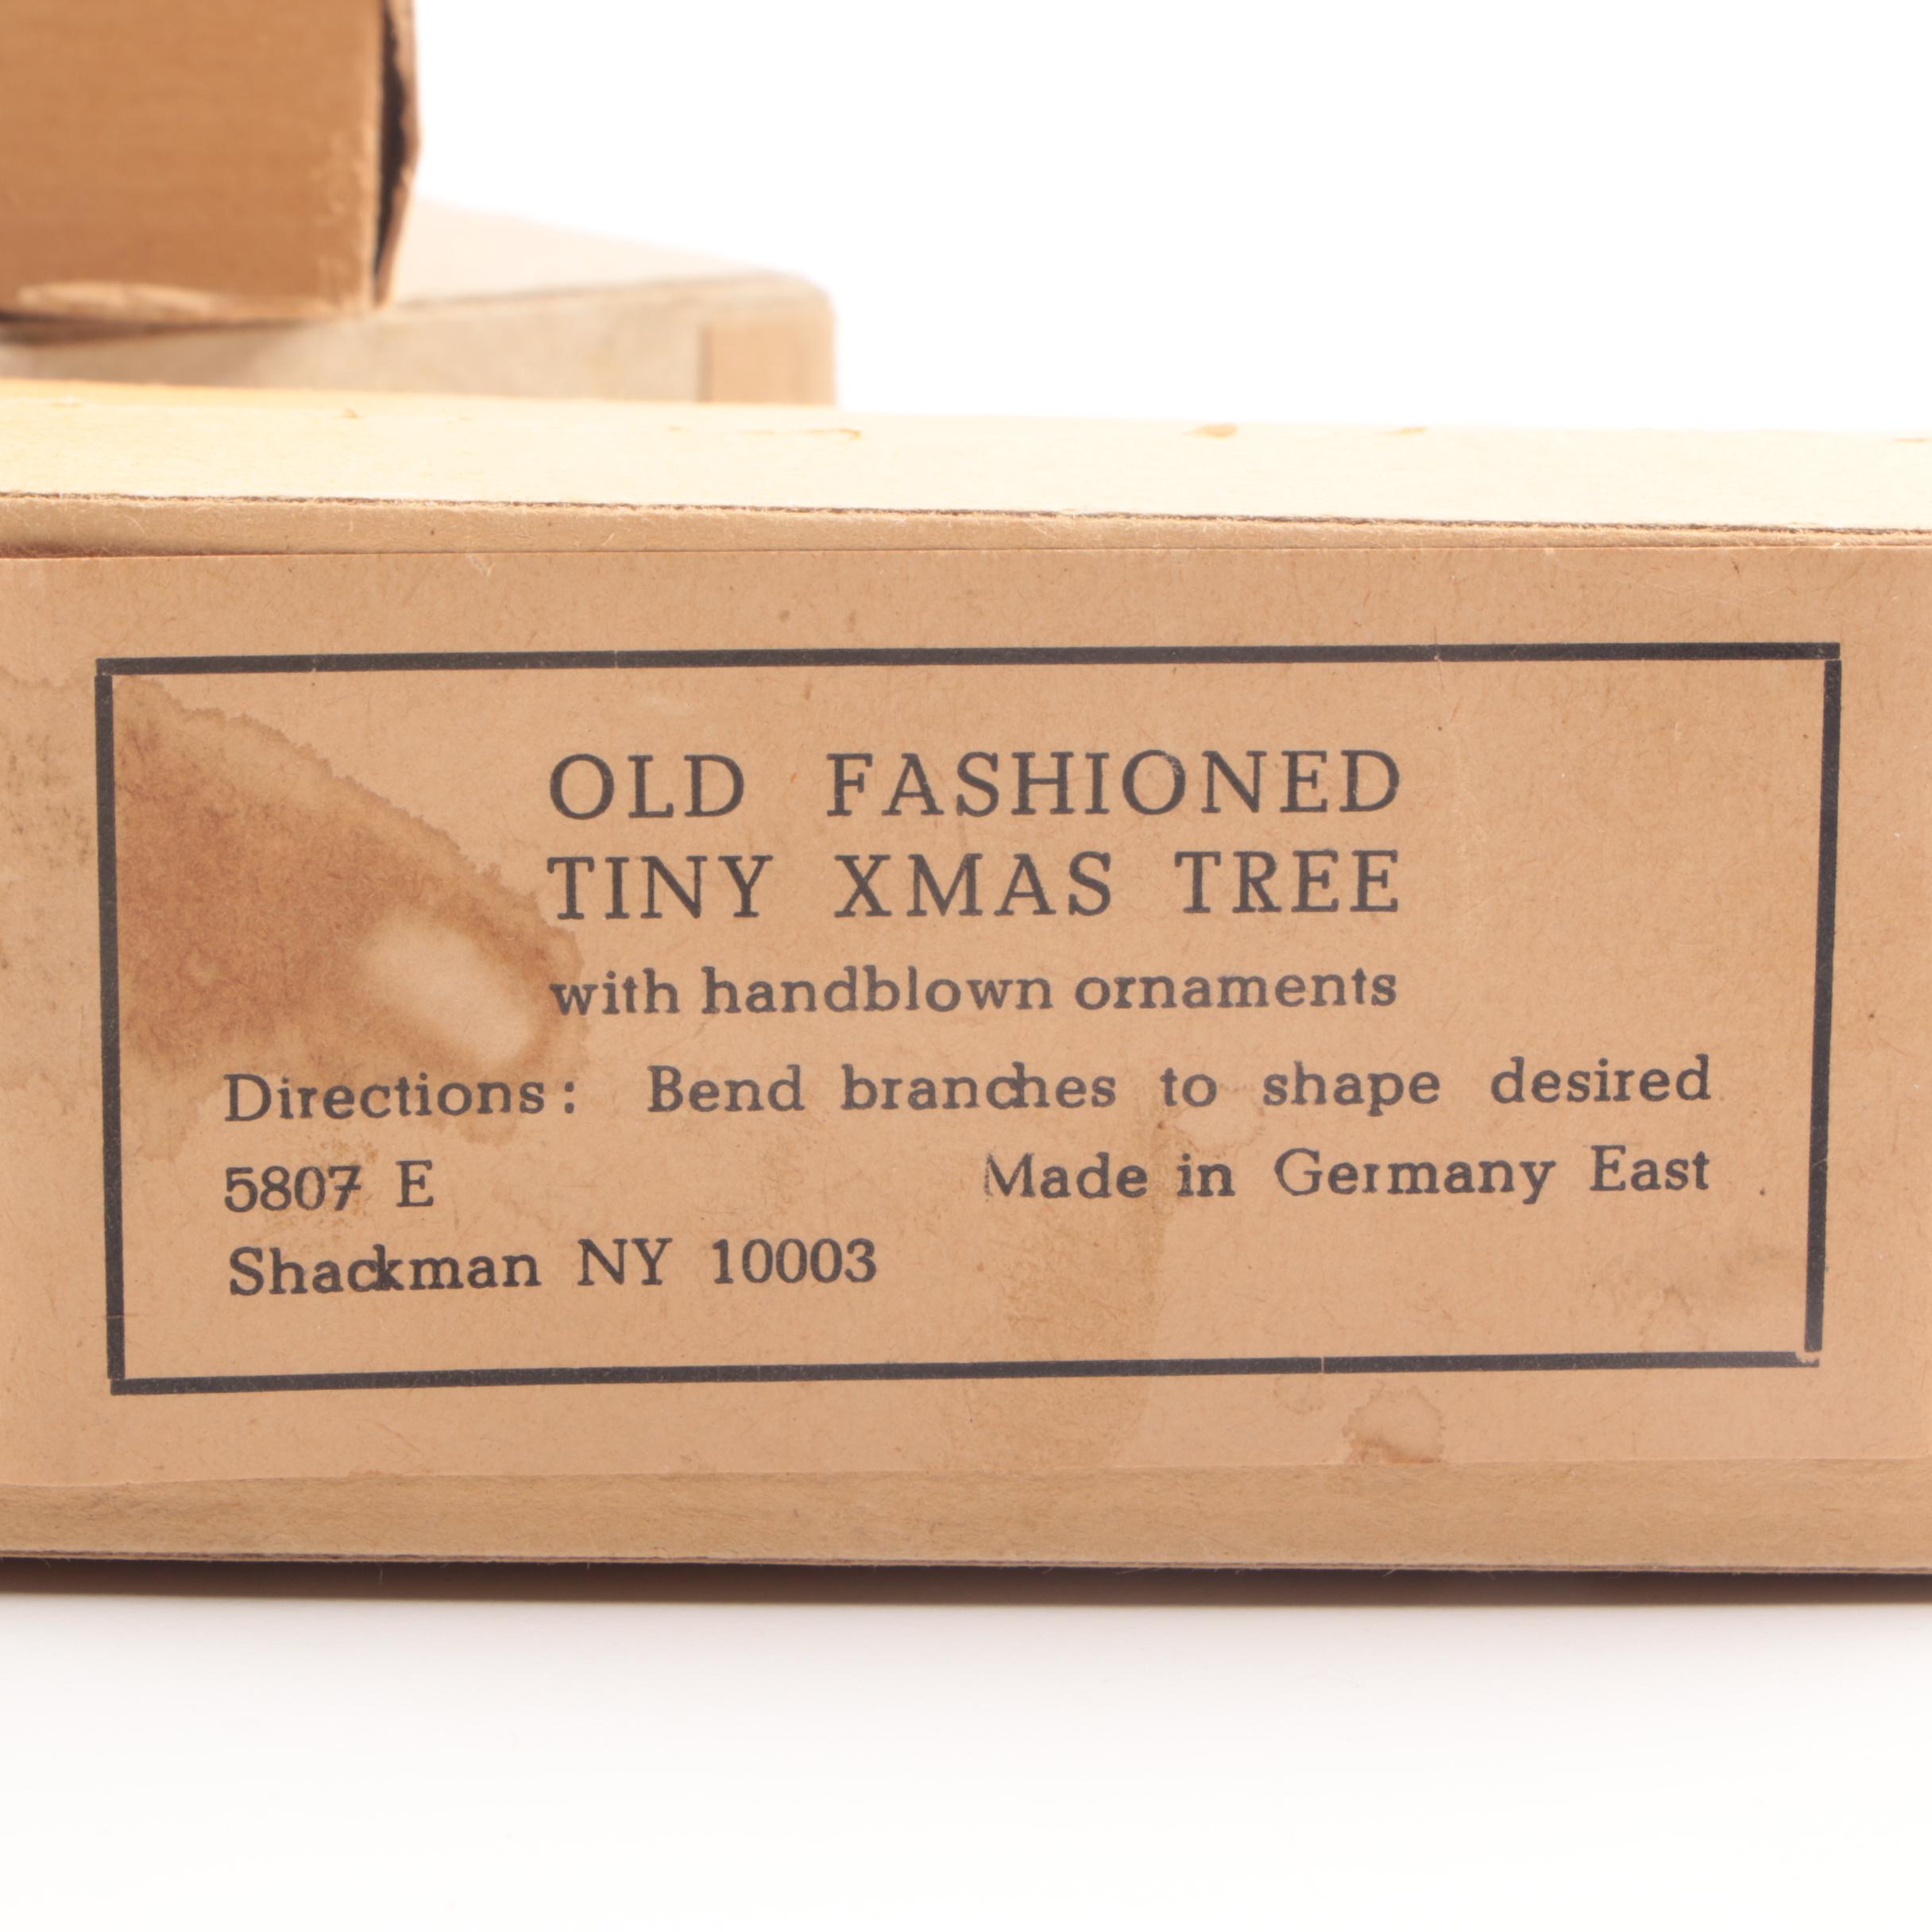 OLD FASHIONED
TINY XMAS TREE
with handblown ornaments
Directions: Bend branches to shape desired
5807 E Made in Germany East
Shackman NY 10003